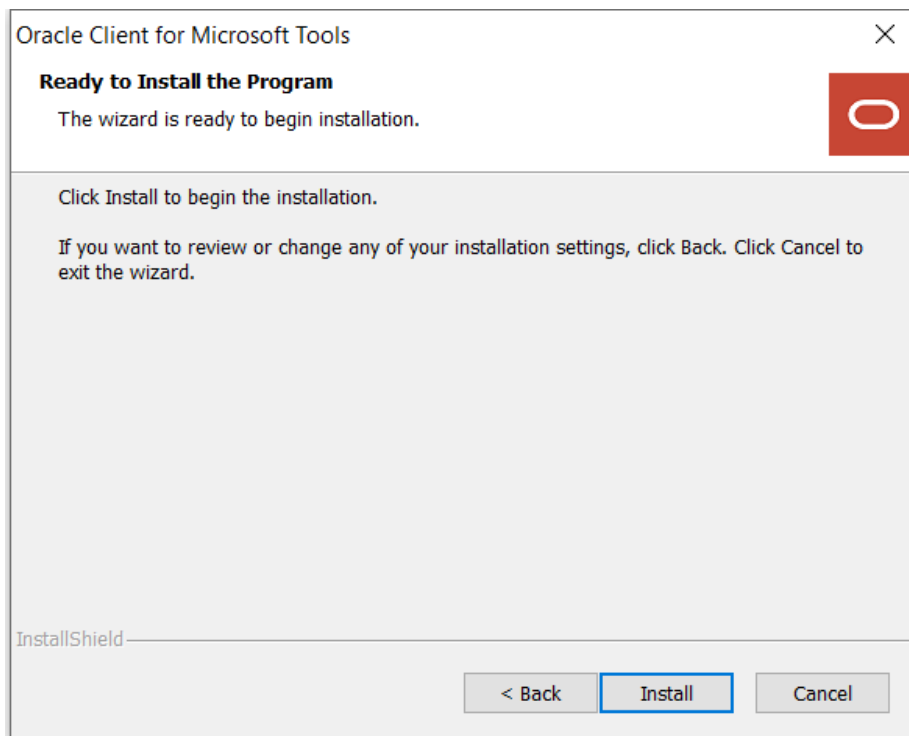 Oracle Client for Microsoft Tools
Ready to Install the Program
The wizard is ready to begin installation.
Click Install to begin the installation.
If you want to review or change any of your installation settings, click Back. Click Cancel to
exit the wizard.
InstallShield
< Back
Install
Cancel